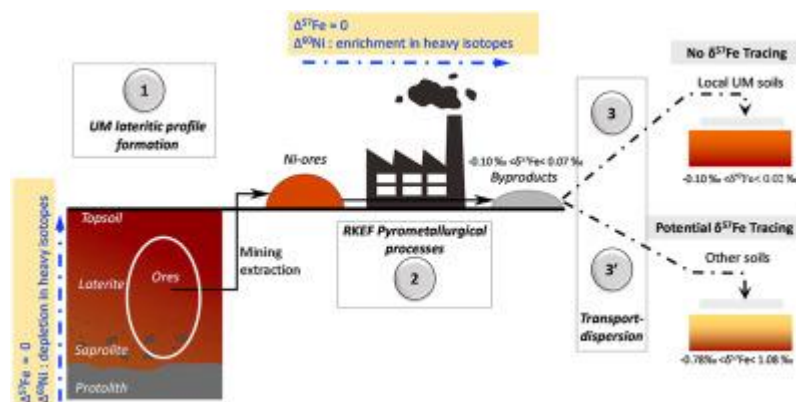 Δ⁵⁷Fe = 0
Δ⁶⁰Ni : enrichment in heavy isotopes
1
UM lateritic profile
formation
Ni-ores
-0.10 ‰ <δ⁵⁷Fe< 0.07 ‰
Byproducts
3
No δ⁵⁷Fe Tracing
Local UM soils
-0.10 ‰ <δ⁵⁷Fe< 0.03 ‰
Topsoil
Laterite
Ores
Saprolite
Protolith
Mining
extraction
RKEF Pyrometallurgical
processes
2
3'
Transport-
dispersion
Potential δ⁵⁷Fe Tracing
Other soils
-0.78‰ <δ⁵⁷Fe< 1.08 ‰
Δ⁵⁷Fe = 0
Δ⁶⁰Ni : depletion in heavy isotopes